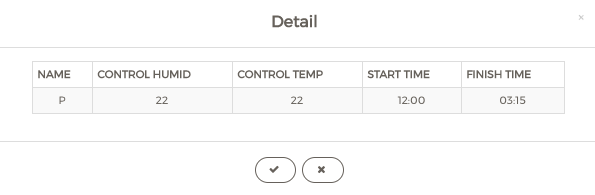 Detail
NAME CONTROL HUMID CONTROL TEMP START TIME FINISH TIME
P 22 22 12:00 03:15